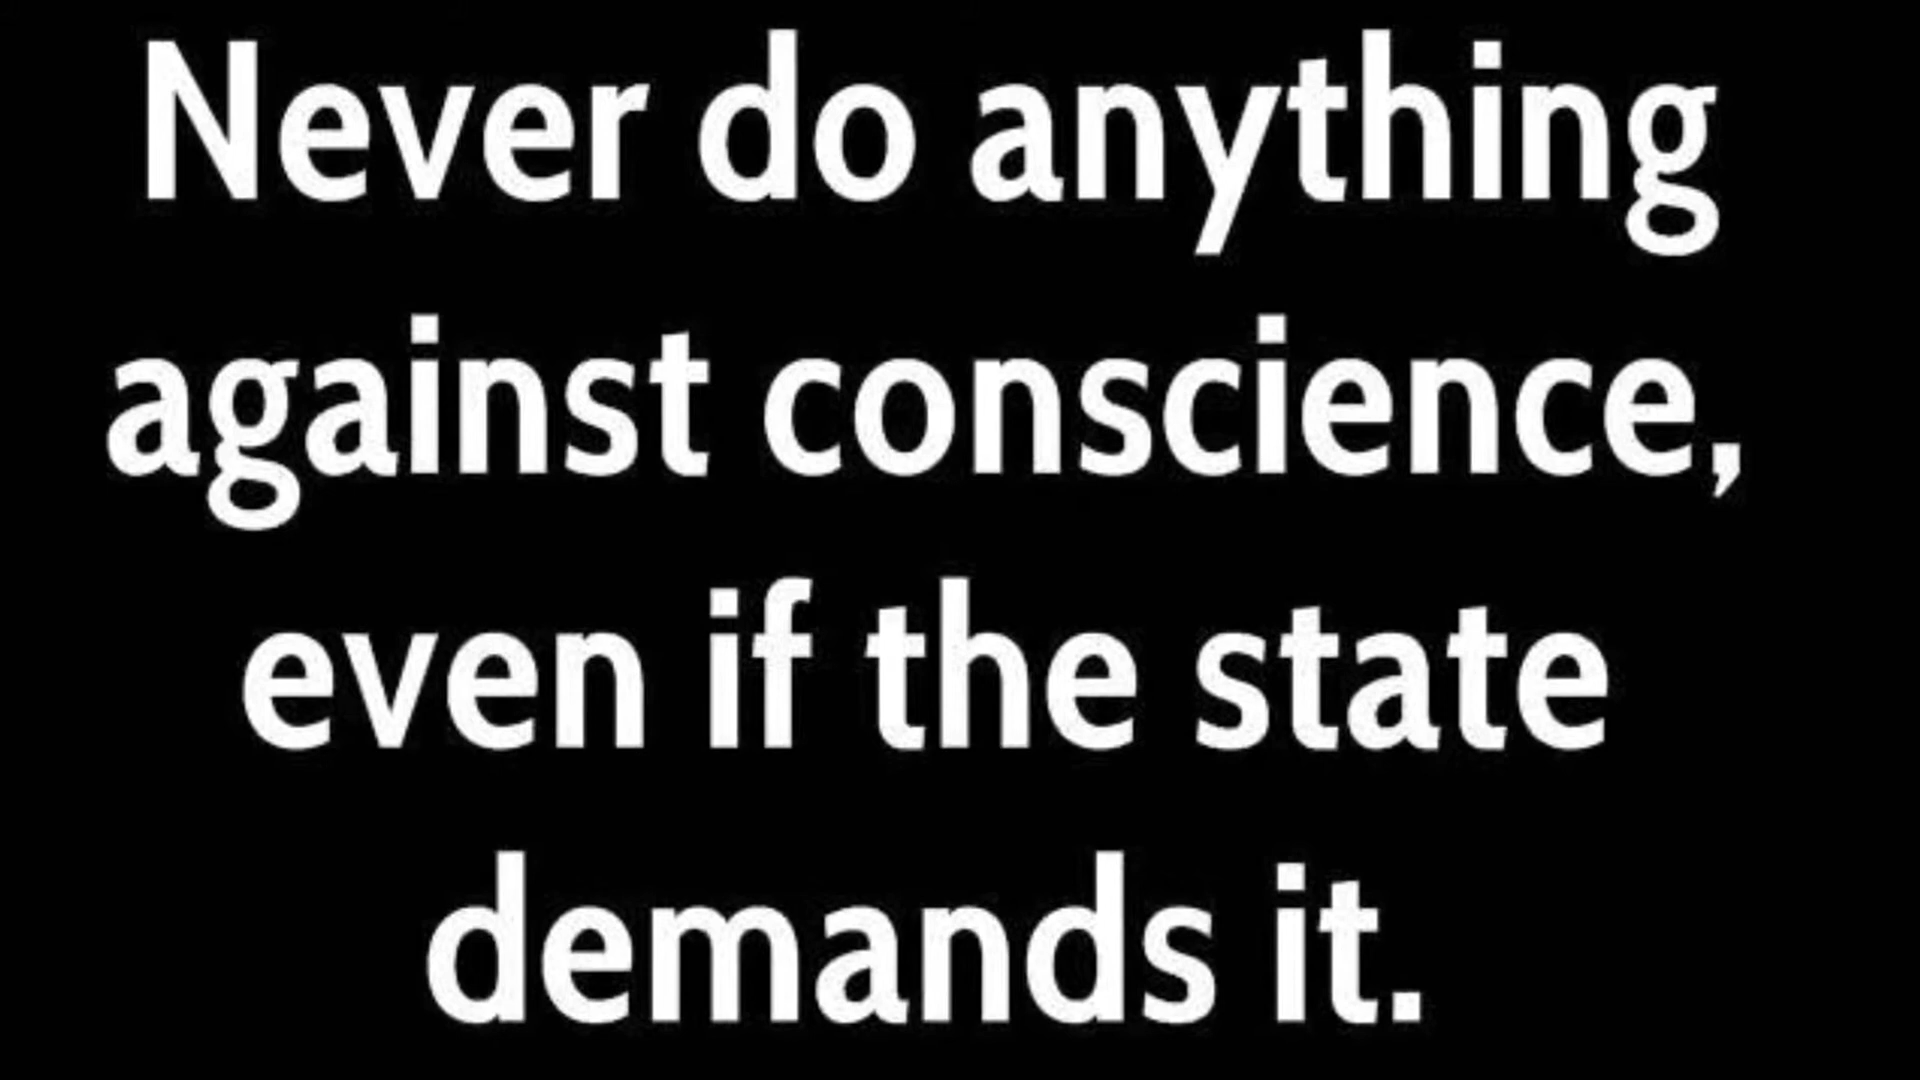 Never do anything
against conscience,
even if the state
demands it.